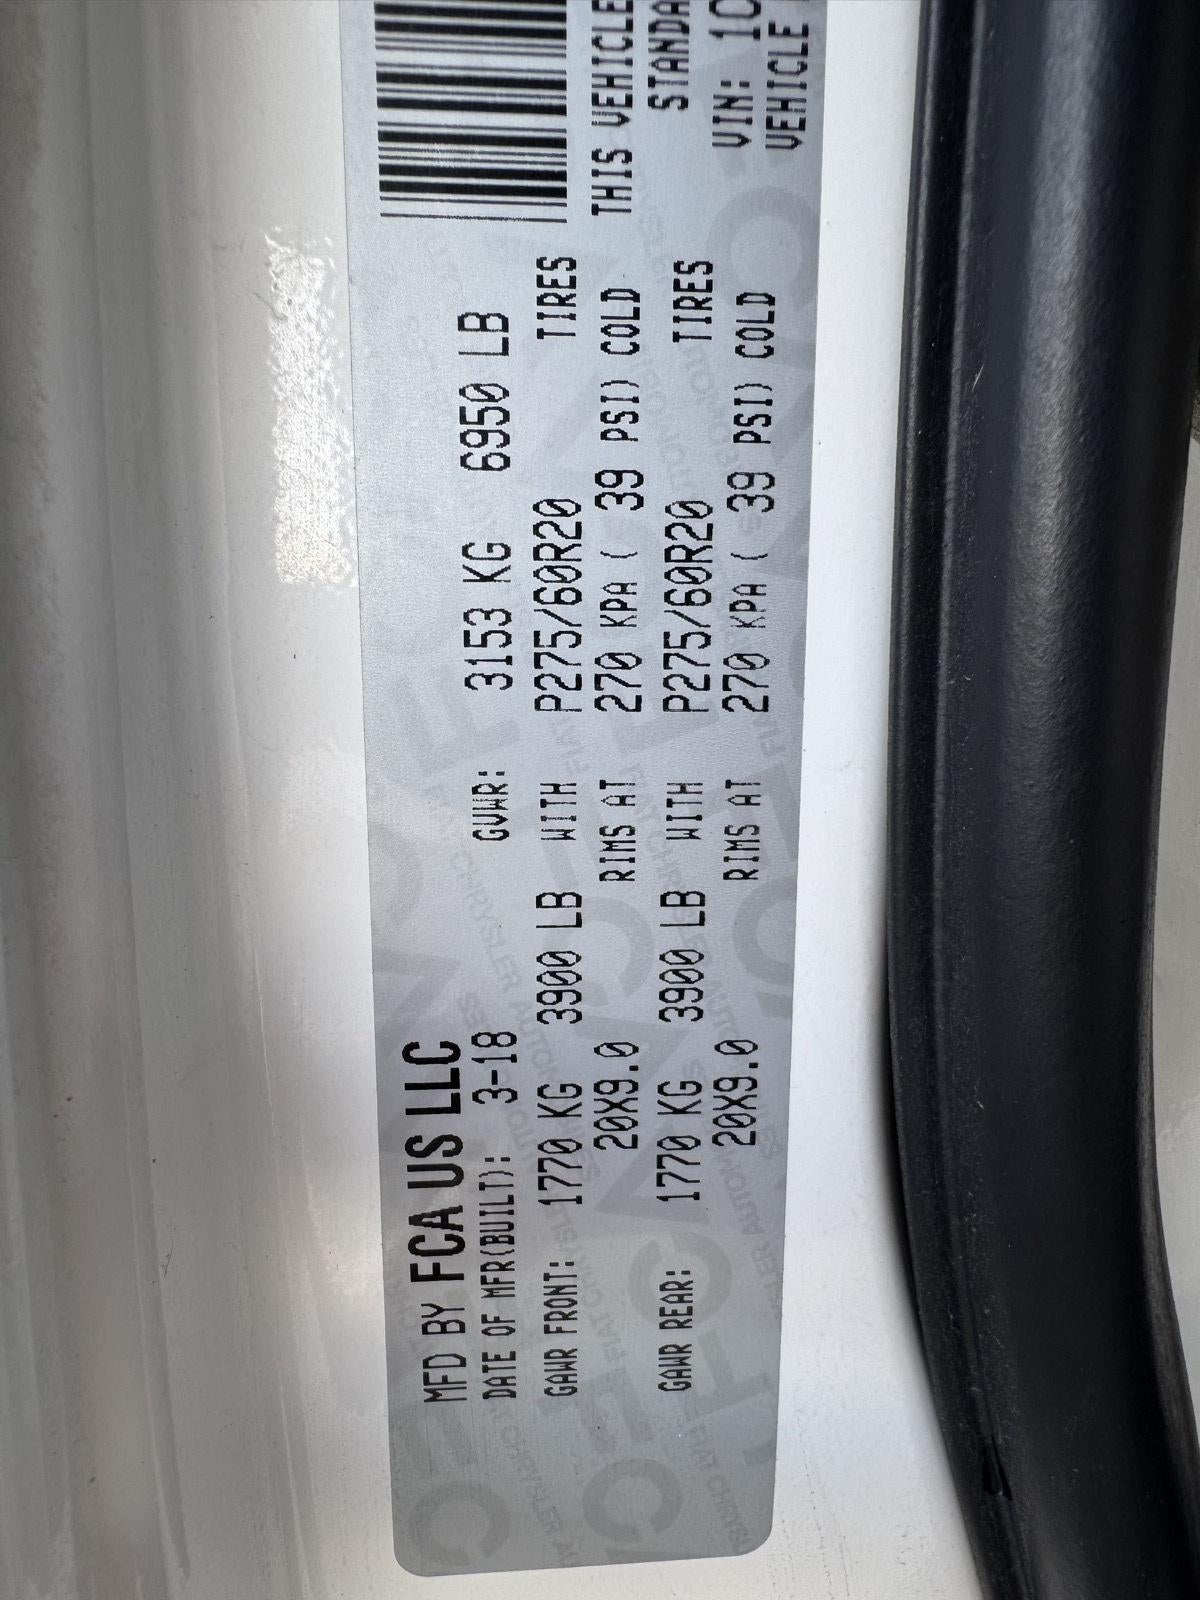 MFD BY FCA US LLC
DATE OF MFR(BUILT): 3-18 GVWR: 3153 KG 6950 LB
GAWR FRONT: 1770 KG 3900 LB WITH P275/60R20 TIRES
20X9.0 RIMS AT 270 KPA ( 39 PSI) COLD
GAWR REAR: 1770 KG 3900 LB WITH P275/60R20 TIRES
20X9.0 RIMS AT 270 KPA ( 39 PSI) COLD
THIS VEHICLE
STANDA
VIN: 1C
VEHICLE